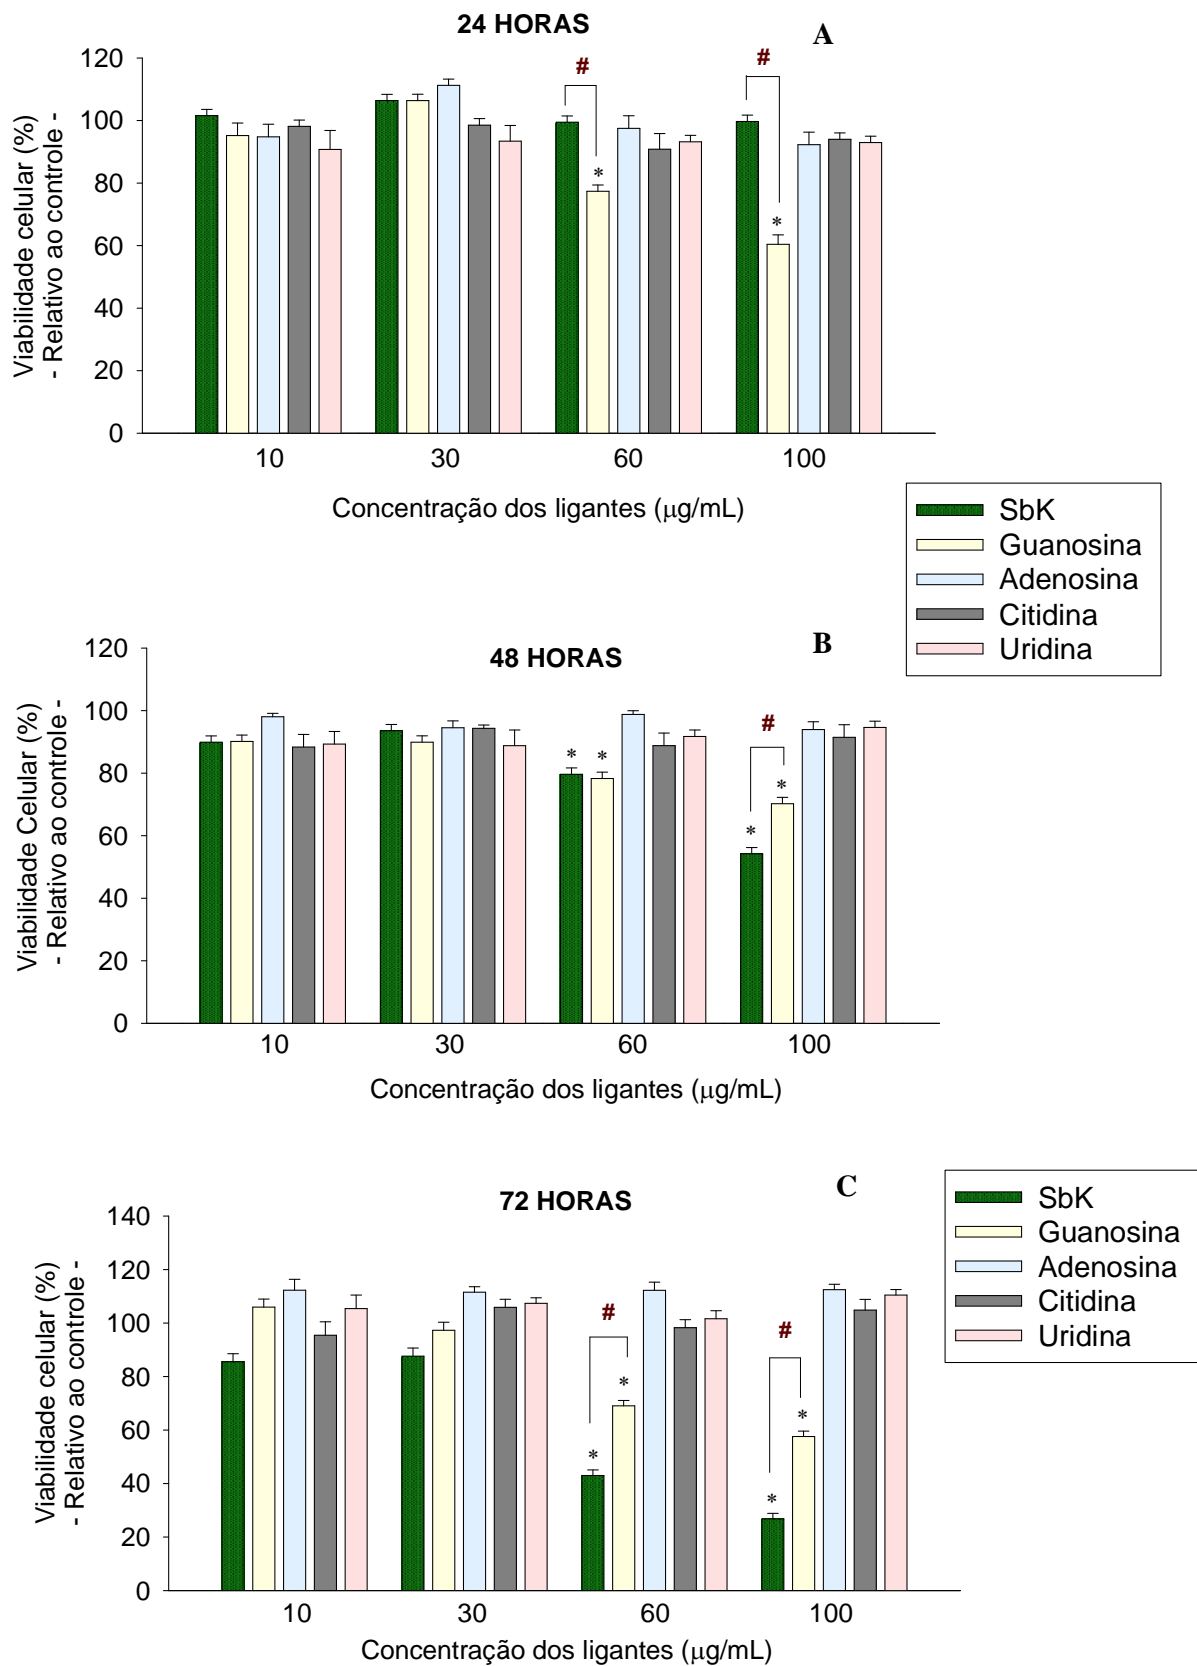 24 HORAS
A
#
#
*
*
120
100
80
60
40
20
0
Viabilidade celular (%)
- Relativo ao controle -
10 30 60 100
Concentração dos ligantes (μg/mL)
SbK
Guanosina
Adenosina
Citidina
Uridina
48 HORAS
B
#
* *
*
*
120
100
80
60
40
20
0
Viabilidade Celular (%)
- Relativo ao controle -
10 30 60 100
Concentração dos ligantes (μg/mL)
72 HORAS
C
SbK
Guanosina
Adenosina
Citidina
Uridina
#
#
*
*
*
*
140
120
100
80
60
40
20
0
Viabilidade celular (%)
- Relativo ao controle -
10 30 60 100
Concentração dos ligantes (μg/mL)